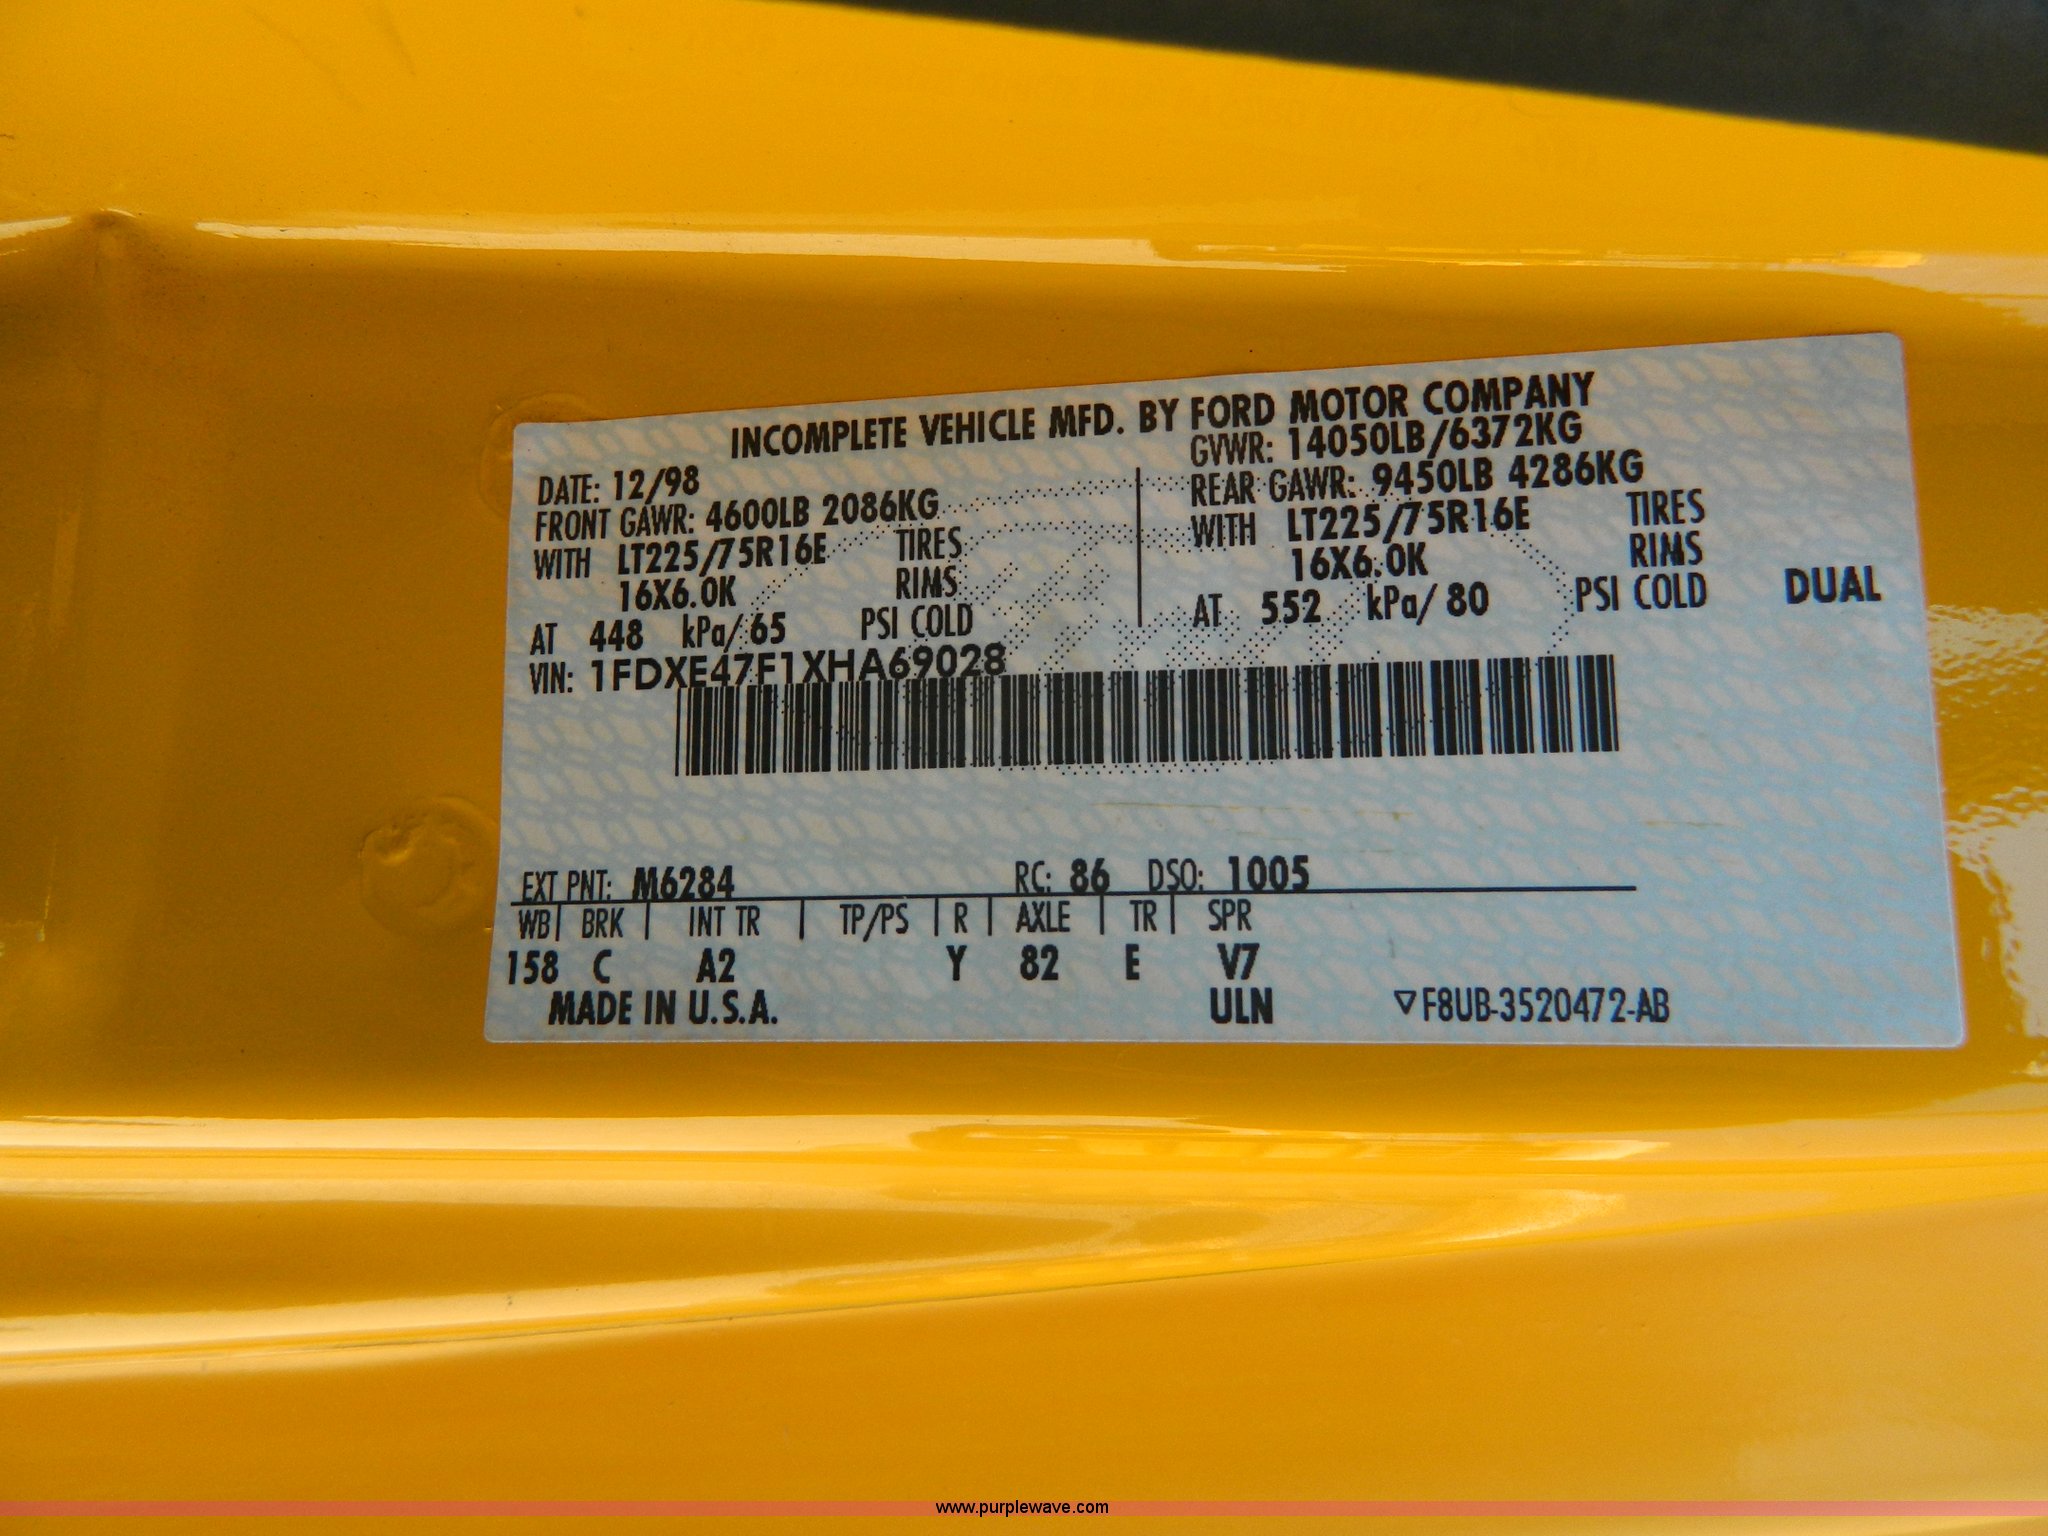 INCOMPLETE VEHICLE MFD. BY FORD MOTOR COMPANY
DATE: 12/98
GVWR: 14050LB/6372KG
FRONT GAWR: 4600LB 2086KG
REAR GAWR: 9450LB 4286KG
WITH LT225/75R16E TIRES
WITH LT225/75R16E TIRES
16X6.0K RIMS
16X6.0K RIMS
AT 448 kPa/65 PSI COLD
AT 552 kPa/80 PSI COLD DUAL
VIN: 1FDXE47F1XHA69028
EXT PNT: M6284 RC: 86 DSO: 1005
WB BRK INT TR TP/PS R AXLE TR SPR
158 C A2 Y 82 E V7
MADE IN U.S.A. ULN ▽F8UB-3520472-AB
www.purplewave.com